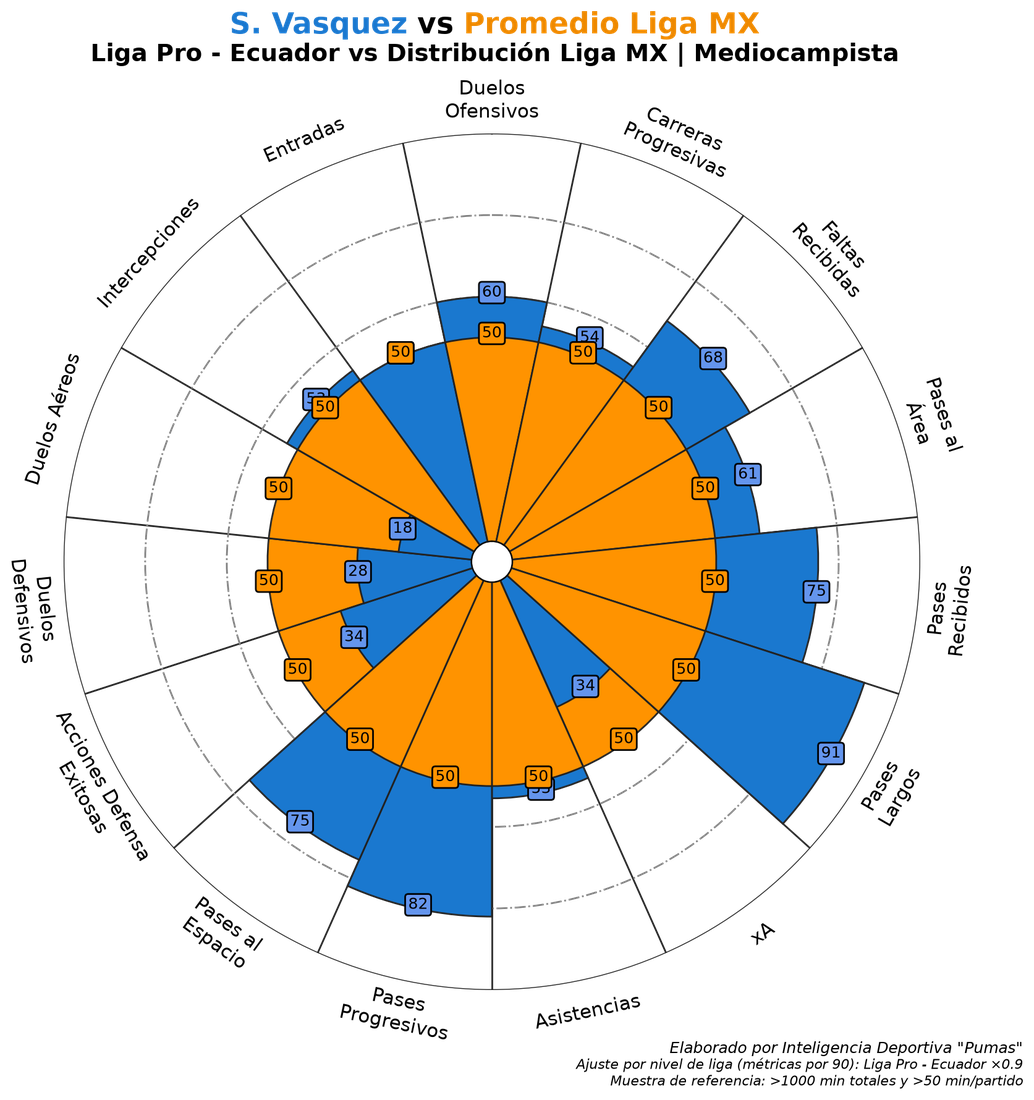 S. Vasquez vs Promedio Liga MX
Liga Pro - Ecuador vs Distribución Liga MX | Mediocampista
Duelos
Ofensivos
Carreras
Progresivas
Faltas
Recibidas
Pases al
Área
Pases
Recibidos
Pases
Largos
xA
Asistencias
Pases
Progresivos
Pases al
Espacio
Acciones Defensa
Exitosas
Duelos
Defensivos
Duelos Aéreos
Intercepciones
Entradas
60
50
54
50
68
50
61
50
75
50
91
50
34
50
50
82
50
75
50
34
50
28
50
18
50
50
50
Elaborado por Inteligencia Deportiva "Pumas"
Ajuste por nivel de liga (métricas por 90): Liga Pro - Ecuador ×0.9
Muestra de referencia: >1000 min totales y >50 min/partido